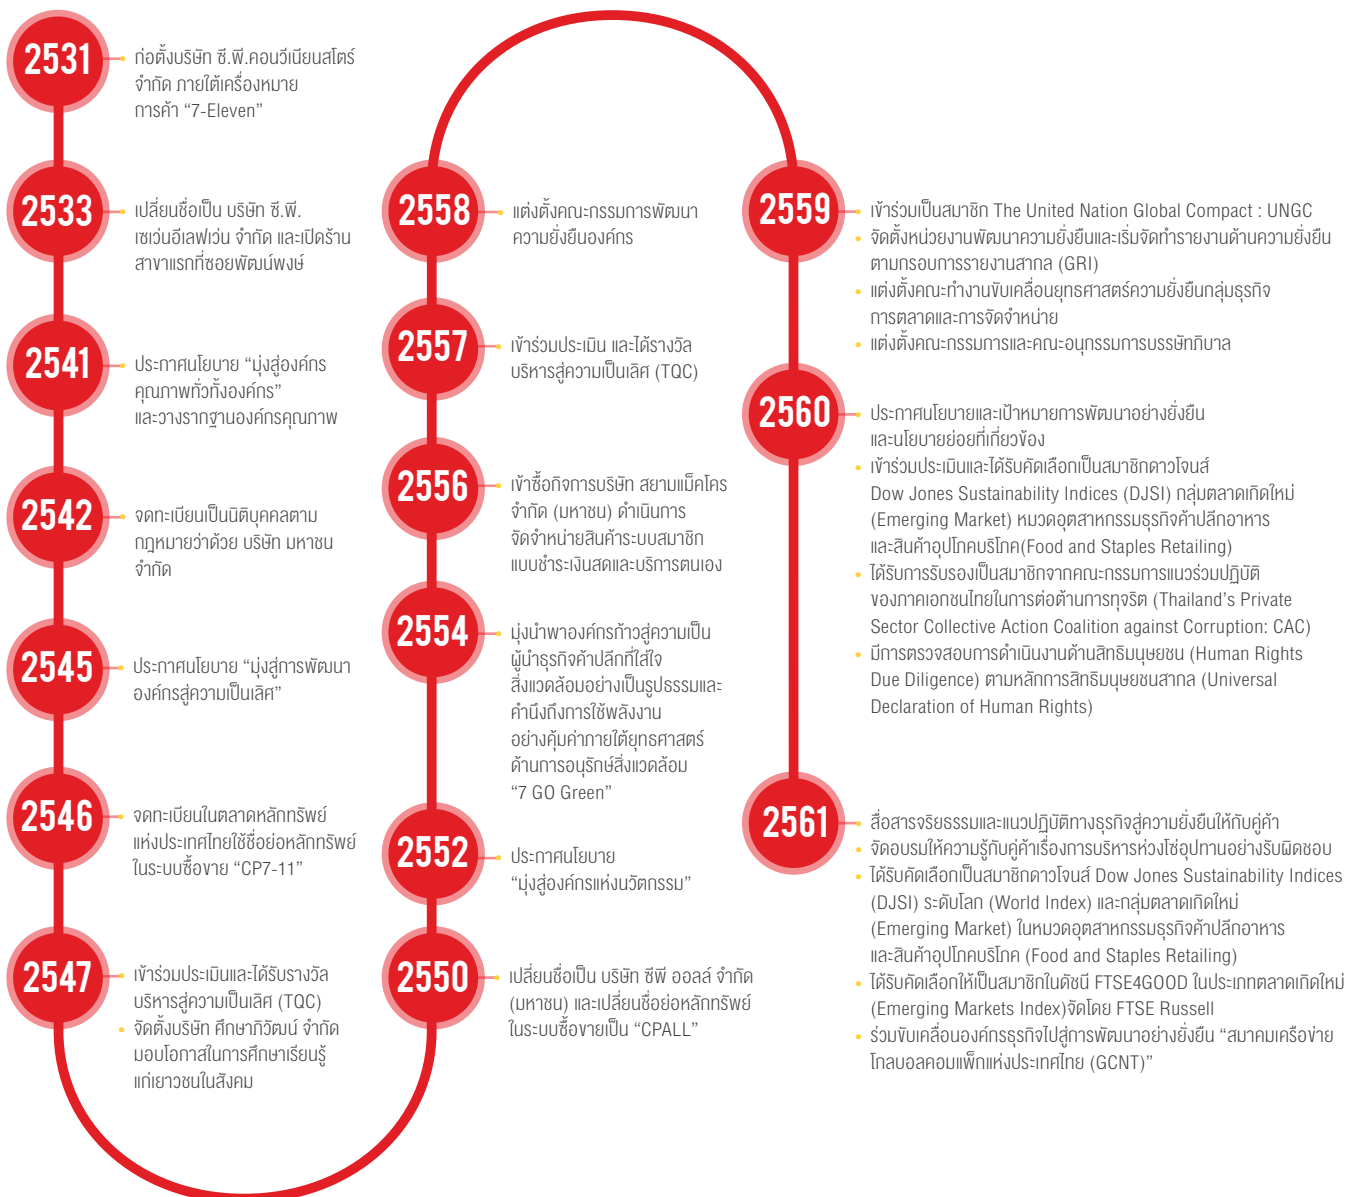 2531
ก่อตั้งบริษัท ซี.พี.คอนวีเนียนสโตร์
จำกัด ภายใต้เครื่องหมาย
การค้า “7-Eleven”
2533
เปลี่ยนชื่อเป็น บริษัท ซี.พี.
เซเว่นอีเลฟเว่น จำกัด และเปิดร้าน
สาขาแรกที่ซอยพัฒน์พงษ์
2541
ประกาศนโยบาย “มุ่งสู่องค์กร
คุณภาพทั่วทั้งองค์กร”
และวางรากฐานองค์กรคุณภาพ
2542
จดทะเบียนเป็นนิติบุคคลตาม
กฎหมายว่าด้วย บริษัท มหาชน
จำกัด
2545
ประกาศนโยบาย “มุ่งสู่การพัฒนา
องค์กรสู่ความเป็นเลิศ”
2546
จดทะเบียนในตลาดหลักทรัพย์
แห่งประเทศไทยใช้ชื่อย่อหลักทรัพย์
ในระบบซื้อขาย “CP7-11”
2547
เข้าร่วมประเมินและได้รับรางวัล
บริหารสู่ความเป็นเลิศ (TQC)
จัดตั้งบริษัท ศึกษาภิวัฒน์ จำกัด
มอบโอกาสในการศึกษาเรียนรู้
แก่เยาวชนในสังคม
2550
เปลี่ยนชื่อเป็น บริษัท ซีพี ออลล์ จำกัด
(มหาชน) และเปลี่ยนชื่อย่อหลักทรัพย์
ในระบบซื้อขายเป็น “CPALL”
2552
ประกาศนโยบาย
“มุ่งสู่องค์กรแห่งนวัตกรรม”
2554
มุ่งนำพาองค์กรก้าวสู่ความเป็น
ผู้นำธุรกิจค้าปลีกที่ใส่ใจ
สิ่งแวดล้อมอย่างเป็นรูปธรรมและ
คำนึงถึงการใช้พลังงาน
อย่างคุ้มค่าภายใต้ยุทธศาสตร์
ด้านการอนุรักษ์สิ่งแวดล้อม
“7 GO Green”
2556
เข้าซื้อกิจการบริษัท สยามแม็คโคร
จำกัด (มหาชน) ดำเนินการ
จัดจำหน่ายสินค้าระบบสมาชิก
แบบชำระเงินสดและบริการตนเอง
2557
เข้าร่วมประเมิน และได้รางวัล
บริหารสู่ความเป็นเลิศ (TQC)
2558
แต่งตั้งคณะกรรมการพัฒนา
ความยั่งยืนองค์กร
2559
เข้าร่วมเป็นสมาชิก The United Nation Global Compact : UNGC
จัดตั้งหน่วยงานพัฒนาความยั่งยืนและเริ่มจัดทำรายงานด้านความยั่งยืน
ตามกรอบการรายงานสากล (GRI)
แต่งตั้งคณะทำงานขับเคลื่อนยุทธศาสตร์ความยั่งยืนกลุ่มธุรกิจ
การตลาดและการจัดจำหน่าย
แต่งตั้งคณะกรรมการและคณะอนุกรรมการบรรษัทภิบาล
2560
ประกาศนโยบายและเป้าหมายการพัฒนาอย่างยั่งยืน
และนโยบายย่อยที่เกี่ยวข้อง
เข้าร่วมประเมินและได้รับคัดเลือกเป็นสมาชิกดาวโจนส์
Dow Jones Sustainability Indices (DJSI) กลุ่มตลาดเกิดใหม่
(Emerging Market) หมวดอุตสาหกรรมธุรกิจค้าปลีกอาหาร
และสินค้าอุปโภคบริโภค(Food and Staples Retailing)
ได้รับการรับรองเป็นสมาชิกจากคณะกรรมการแนวร่วมปฏิบัติ
ของภาคเอกชนไทยในการต่อต้านการทุจริต (Thailand’s Private
Sector Collective Action Coalition against Corruption: CAC)
มีการตรวจสอบการดำเนินงานด้านสิทธิมนุษยชน (Human Rights
Due Diligence) ตามหลักการสิทธิมนุษยชนสากล (Universal
Declaration of Human Rights)
2561
สื่อสารจริยธรรมและแนวปฏิบัติทางธุรกิจสู่ความยั่งยืนให้กับคู่ค้า
จัดอบรมให้ความรู้กับคู่ค้าเรื่องการบริหารห่วงโซ่อุปทานอย่างรับผิดชอบ
ได้รับคัดเลือกเป็นสมาชิกดาวโจนส์ Dow Jones Sustainability Indices
(DJSI) ระดับโลก (World Index) และกลุ่มตลาดเกิดใหม่
(Emerging Market) ในหมวดอุตสาหกรรมธุรกิจค้าปลีกอาหาร
และสินค้าอุปโภคบริโภค (Food and Staples Retailing)
ได้รับคัดเลือกให้เป็นสมาชิกในดัชนี FTSE4GOOD ในประเภทตลาดเกิดใหม่
(Emerging Markets Index)จัดโดย FTSE Russell
ร่วมขับเคลื่อนองค์กรธุรกิจไปสู่การพัฒนาอย่างยั่งยืน “สมาคมเครือข่าย
โกลบอลคอมแพ็กแห่งประเทศไทย (GCNT)”